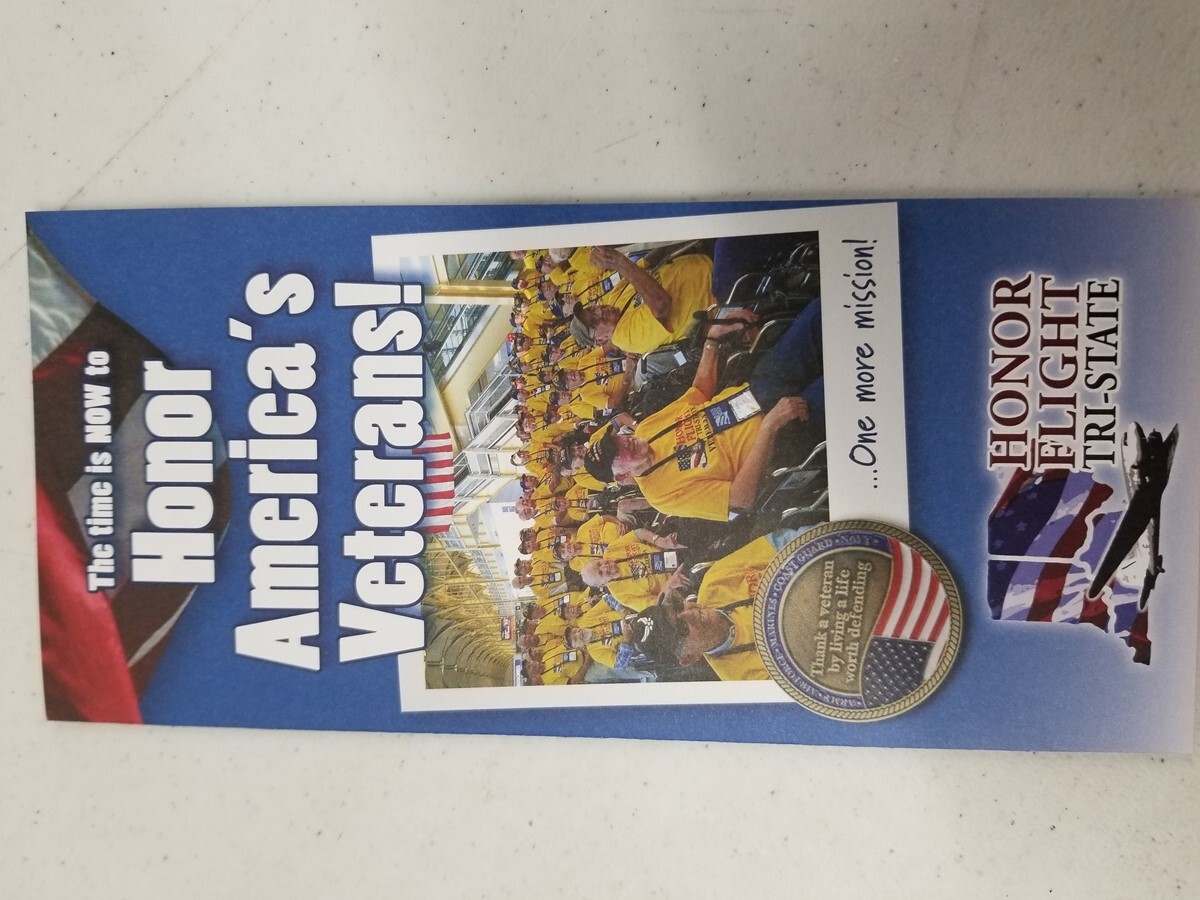 The time is NOW to
Honor
America's
Veterans!
...One more mission!
ARMY • AIR FORCE • MARINES • COAST GUARD • NAVY
Thank a veteran
by living a life
worth defending
HONOR
FLIGHT
TRI-STATE